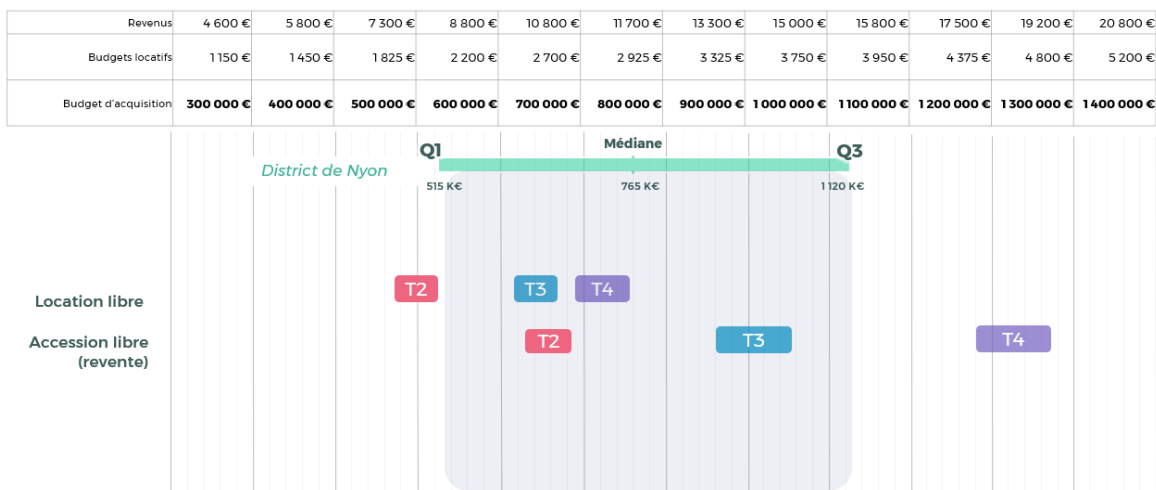 Revenus 4 600 € 5 800 € 7 300 € 8 800 € 10 800 € 11 700 € 13 300 € 15 000 € 15 800 € 17 500 € 19 200 € 20 800 €
Budgets locatifs 1 150 € 1 450 € 1 825 € 2 200 € 2 700 € 2 925 € 3 325 € 3 750 € 3 950 € 4 375 € 4 800 € 5 200 €
Budget d'acquisition 300 000 € 400 000 € 500 000 € 600 000 € 700 000 € 800 000 € 900 000 € 1 000 000 € 1 100 000 € 1 200 000 € 1 300 000 € 1 400 000 €
Q1 Médiane Q3
District de Nyon
515 K€ 765 K€ 1 120 K€
Location libre T2 T3 T4
Accession libre T2 T3 T4
(revente)